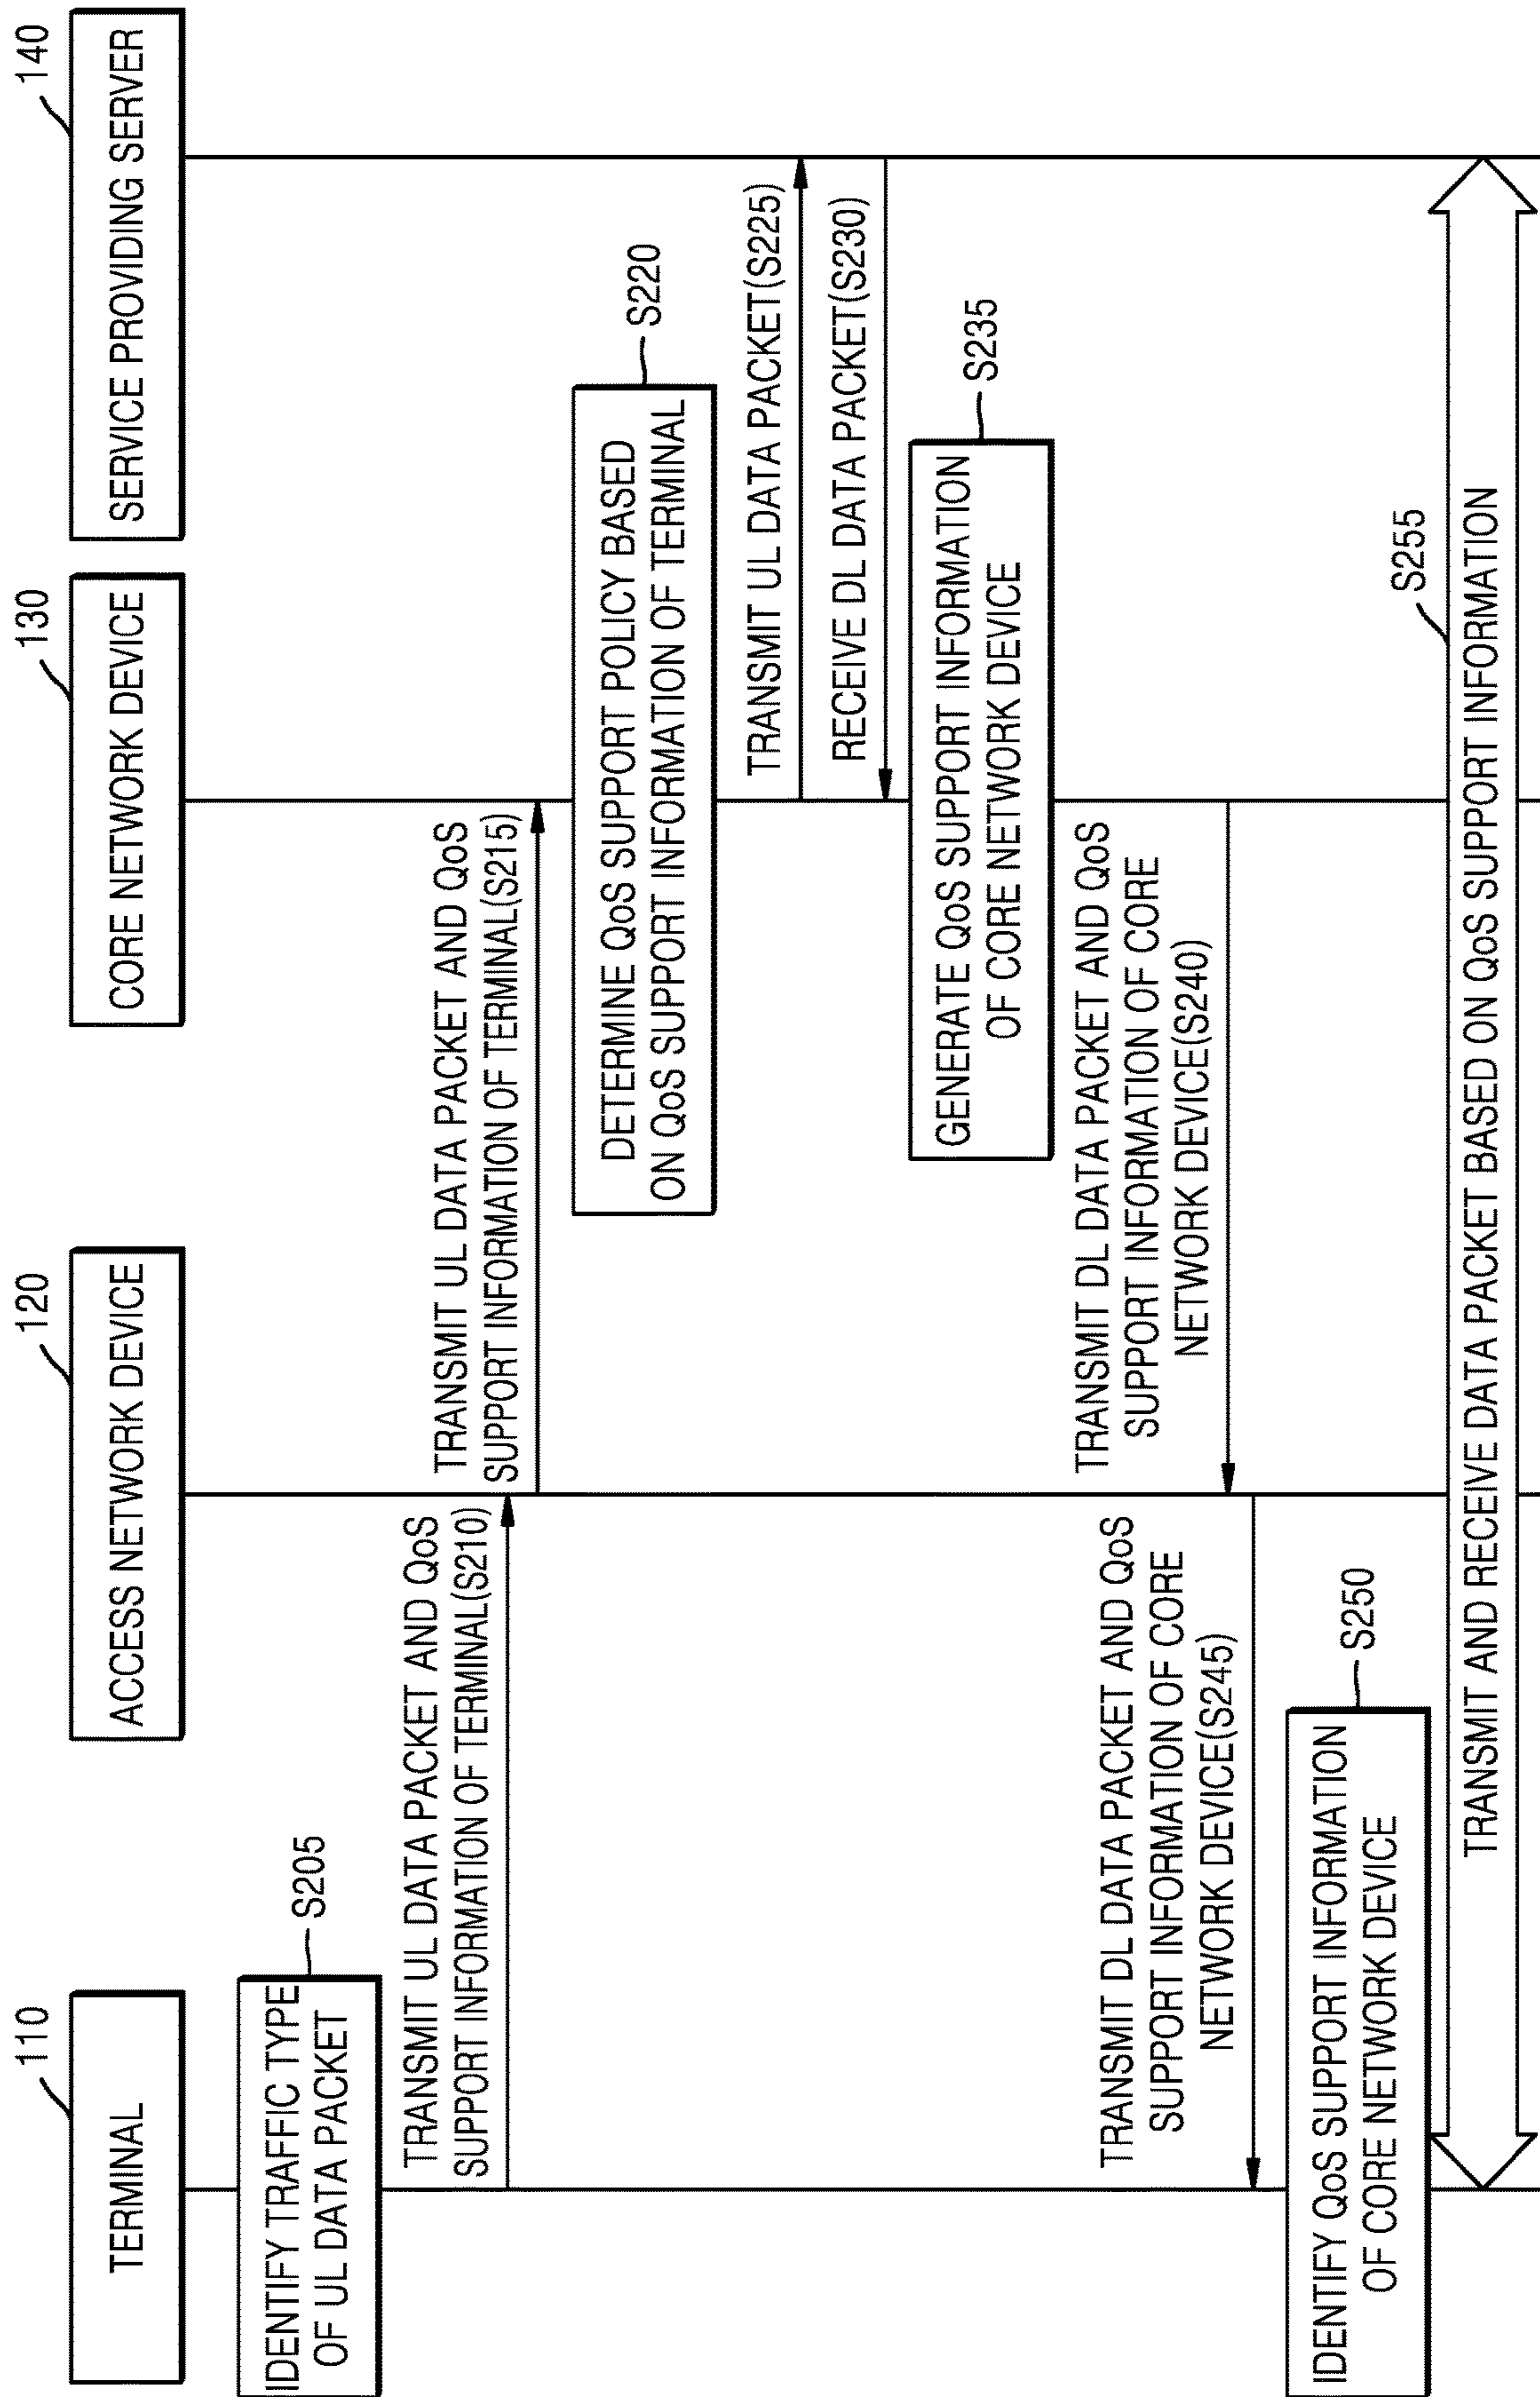 110
TERMINAL
120
ACCESS NETWORK DEVICE
130
CORE NETWORK DEVICE
140
SERVICE PROVIDING SERVER
IDENTIFY TRAFFIC TYPE
OF UL DATA PACKET
S205
TRANSMIT UL DATA PACKET AND QoS
SUPPORT INFORMATION OF TERMINAL(S210)
TRANSMIT UL DATA PACKET AND QoS
SUPPORT INFORMATION OF TERMINAL(S215)
DETERMINE QoS SUPPORT POLICY BASED
ON QoS SUPPORT INFORMATION OF TERMINAL
S220
TRANSMIT UL DATA PACKET(S225)
RECEIVE DL DATA PACKET(S230)
GENERATE QoS SUPPORT INFORMATION
OF CORE NETWORK DEVICE
S235
TRANSMIT DL DATA PACKET AND QoS
SUPPORT INFORMATION OF CORE
NETWORK DEVICE(S240)
TRANSMIT DL DATA PACKET AND QoS
SUPPORT INFORMATION OF CORE
NETWORK DEVICE(S245)
IDENTIFY QoS SUPPORT INFORMATION
OF CORE NETWORK DEVICE
S250
S255
TRANSMIT AND RECEIVE DATA PACKET BASED ON QoS SUPPORT INFORMATION